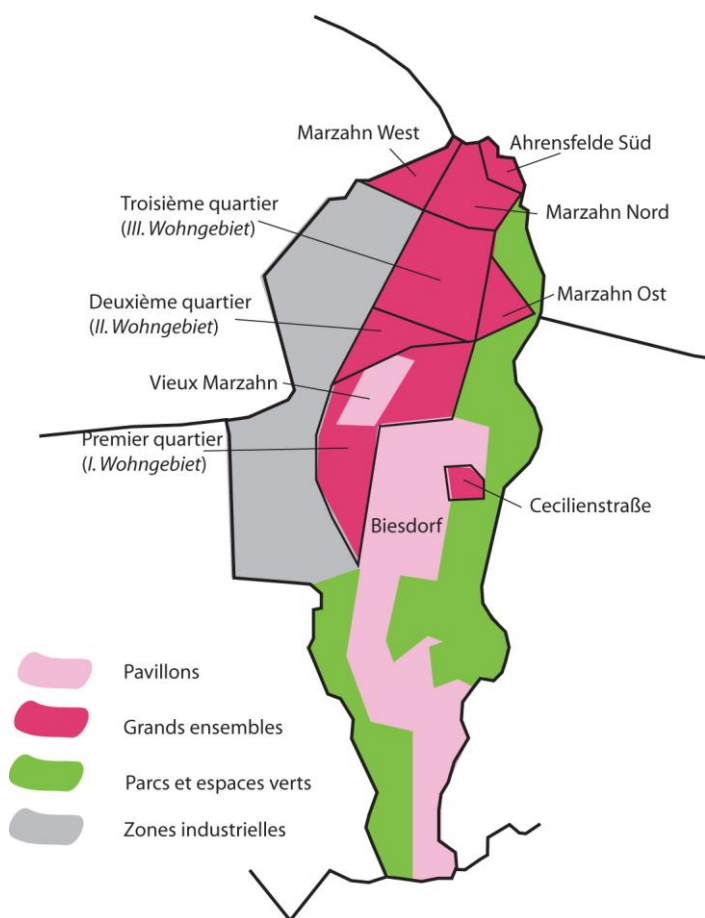 Marzahn West
Ahrensfelde Süd
Troisième quartier
(III. Wohngebiet)
Marzahn Nord
Deuxième quartier
(II. Wohngebiet)
Marzahn Ost
Vieux Marzahn
Premier quartier
(I. Wohngebiet)
Cecilienstraße
Biesdorf
Pavillons
Grands ensembles
Parcs et espaces verts
Zones industrielles